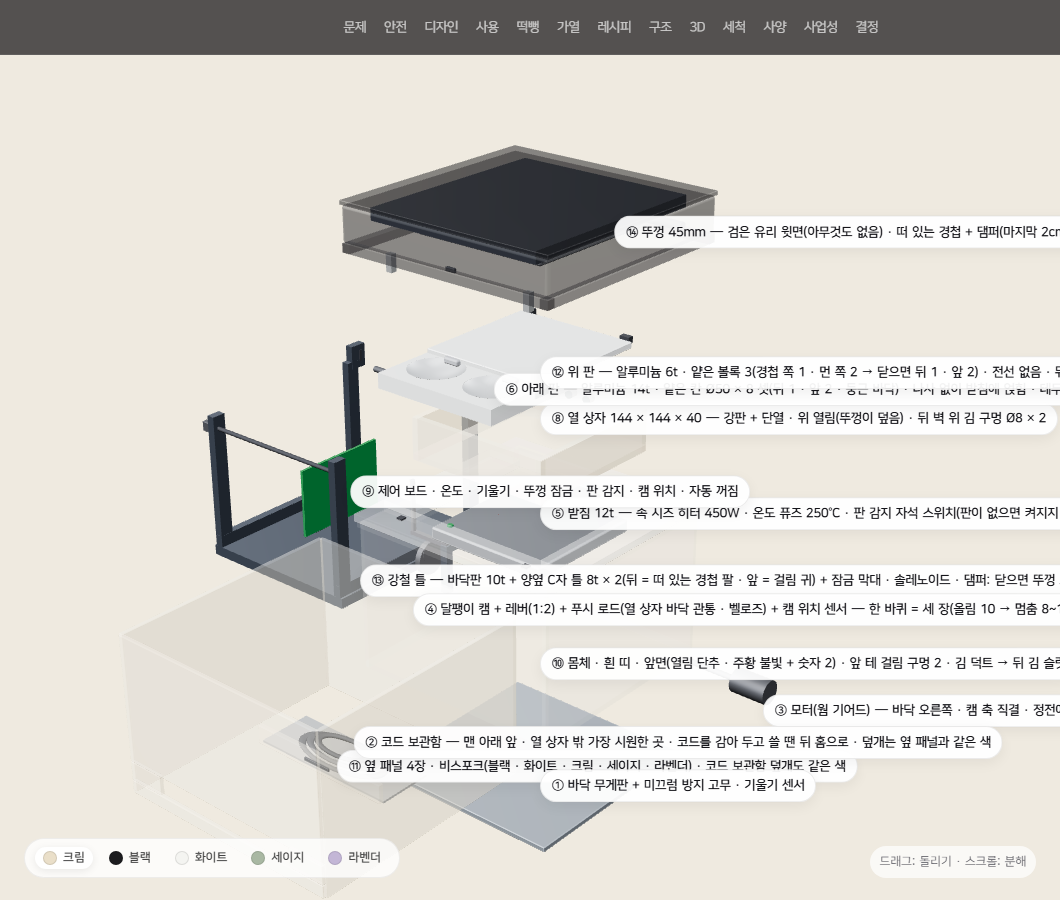 문제 안전 디자인 사용 떡뻥 가열 레시피 구조 3D 세척 사양 사업성 결정
⑭ 뚜껑 45mm — 검은 유리 윗면(아무것도 없음) · 떠 있는 경첩 + 댐퍼(마지막 2cm
⑫ 위 판 — 알루미늄 6t · 얕은 볼록 3(경첩 쪽 1 · 먼 쪽 2 → 닫으면 뒤 1 · 앞 2) · 전선 없음
⑥ 아래
⑧ 열 상자 144 × 144 × 40 — 강판 + 단열 · 위 열림(뚜껑이 덮음) · 뒤 벽 위 김 구멍 Ø8 × 2
⑨ 제어 보드 · 온도 · 기울기 · 뚜껑 잠금 · 판 감지 · 캠 위치 · 자동 꺼짐
⑤ 받침 12t — 속 시즈 히터 450W · 온도 퓨즈 250℃ · 판 감지 자석 스위치(판이 없으면 켜지지
⑬ 강철 틀 — 바닥판 10t + 양옆 C자 틀 8t × 2(뒤 = 떠 있는 경첩 팔 · 앞 = 걸림 귀) + 잠금 막대 · 솔레노이드 · 댐퍼: 닫으면 뚜껑
④ 달팽이 캠 + 레버(1:2) + 푸시 로드(열 상자 바닥 관통 · 벨로즈) + 캠 위치 센서 — 한 바퀴 = 세 장(올림 10 → 멈춤 8~1
⑩ 몸체 · 흰 띠 · 앞면(열림 단추 · 주황 불빛 + 숫자 2) · 앞 테 걸림 구멍 2 · 김 덕트 → 뒤 김 슬릿
③ 모터(웜 기어드) — 바닥 오른쪽 · 캠 축 직결 · 정전
② 코드 보관함 — 맨 아래 앞 · 열 상자 밖 가장 시원한 곳 · 코드를 감아 두고 쓸 땐 뒤 홈으로 · 덮개는 옆 패널과 같은 색
⑪ 옆 패널 4장 · 비스포크(블랙 · 화이트 · 크림 · 세이지 · 라벤더) · 코드 보관함 덮개도 같은 색
① 바닥 무게판 + 미끄럼 방지 고무 · 기울기 센서
크림 블랙 화이트 세이지 라벤더
드래그: 돌리기 · 스크롤: 분해